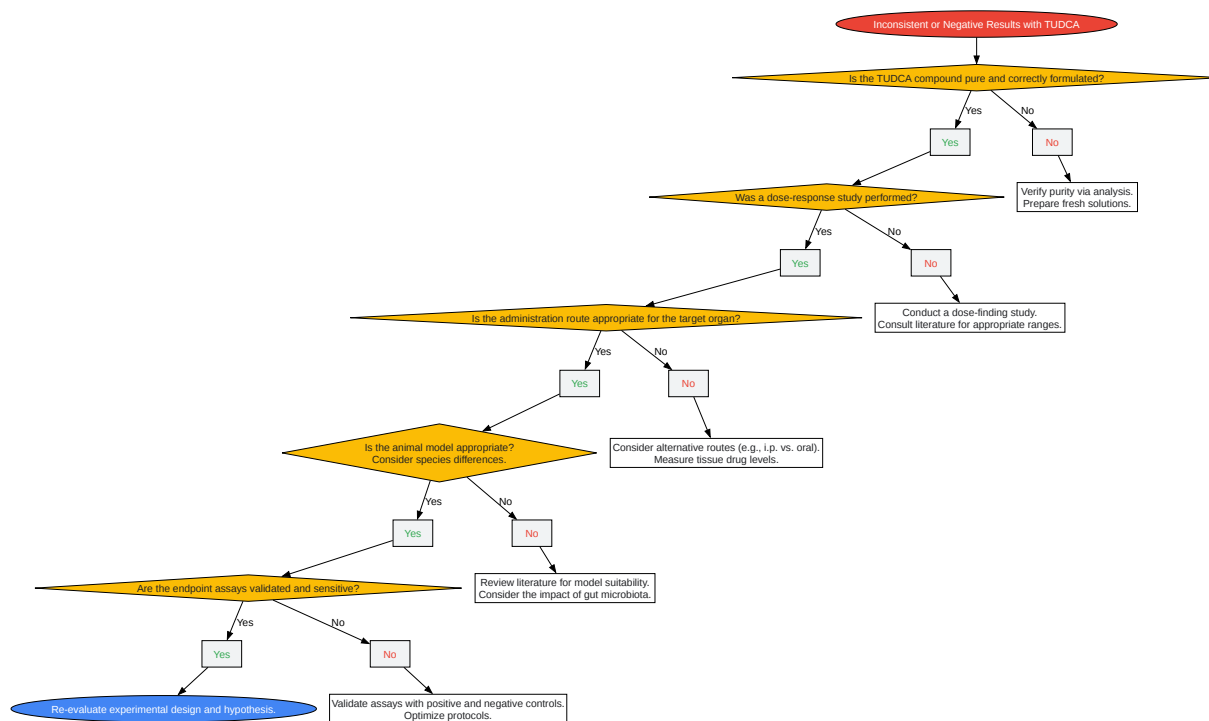 Inconsistent or Negative Results with TUDCA
Is the TUDCA compound pure and correctly formulated?
Yes
No
Yes
No
Verify purity via analysis.
Prepare fresh solutions.
Was a dose-response study performed?
Yes
No
Yes
No
Conduct a dose-finding study.
Consult literature for appropriate ranges.
Is the administration route appropriate for the target organ?
Yes
No
Yes
No
Consider alternative routes (e.g., i.p. vs. oral).
Measure tissue drug levels.
Is the animal model appropriate?
Consider species differences.
Yes
No
Yes
No
Review literature for model suitability.
Consider the impact of gut microbiota.
Are the endpoint assays validated and sensitive?
Yes
No
Yes
No
Re-evaluate experimental design and hypothesis.
Validate assays with positive and negative controls.
Optimize protocols.